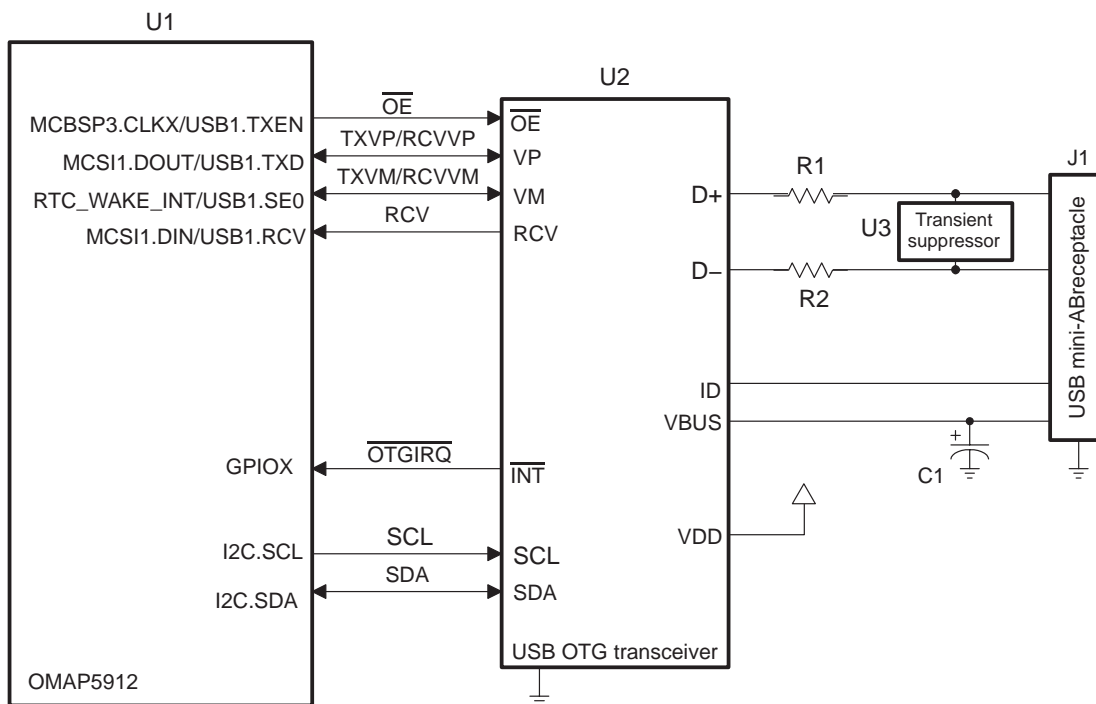 U1
MCBSP3.CLKX/USB1.TXEN
MCSI1.DOUT/USB1.TXD
RTC_WAKE_INT/USB1.SE0
MCSI1.DIN/USB1.RCV
GPIOX
I2C.SCL
I2C.SDA
OMAP5912
OE
TXVP/RCVVP
TXVM/RCVVM
RCV
OTGIRQ
SCL
SDA
U2
OE
VP
VM
RCV
INT
SCL
SDA
D+
D–
ID
VBUS
VDD
USB OTG transceiver
R1
R2
U3
Transient
suppressor
+
C1
J1
USB mini-ABreceptacle